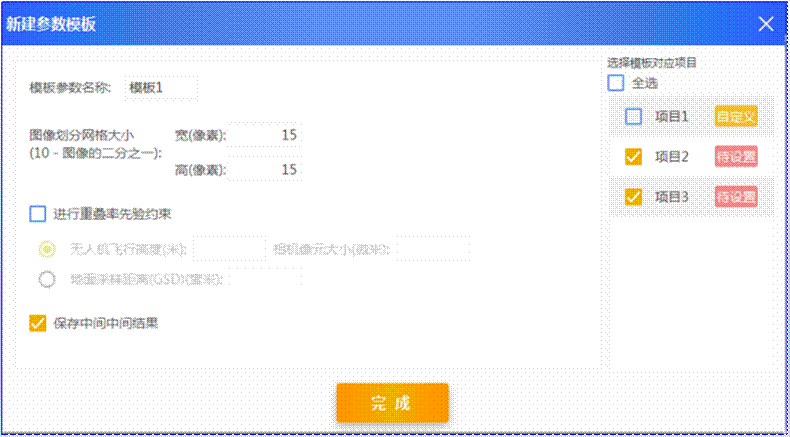 新建参数模板
模板参数名称: 模板1
图像划分网格大小
(10 - 图像的二分之一):
宽(像素): 15
高(像素): 15
进行重叠率先验约束
无人机飞行高度(米): 相机像元大小(微米):
地面采样距离(GSD)(厘米):
保存中间中间结果
选择模板对应项目
全选
项目1 自定义
项目2 待设置
项目3 待设置
完 成